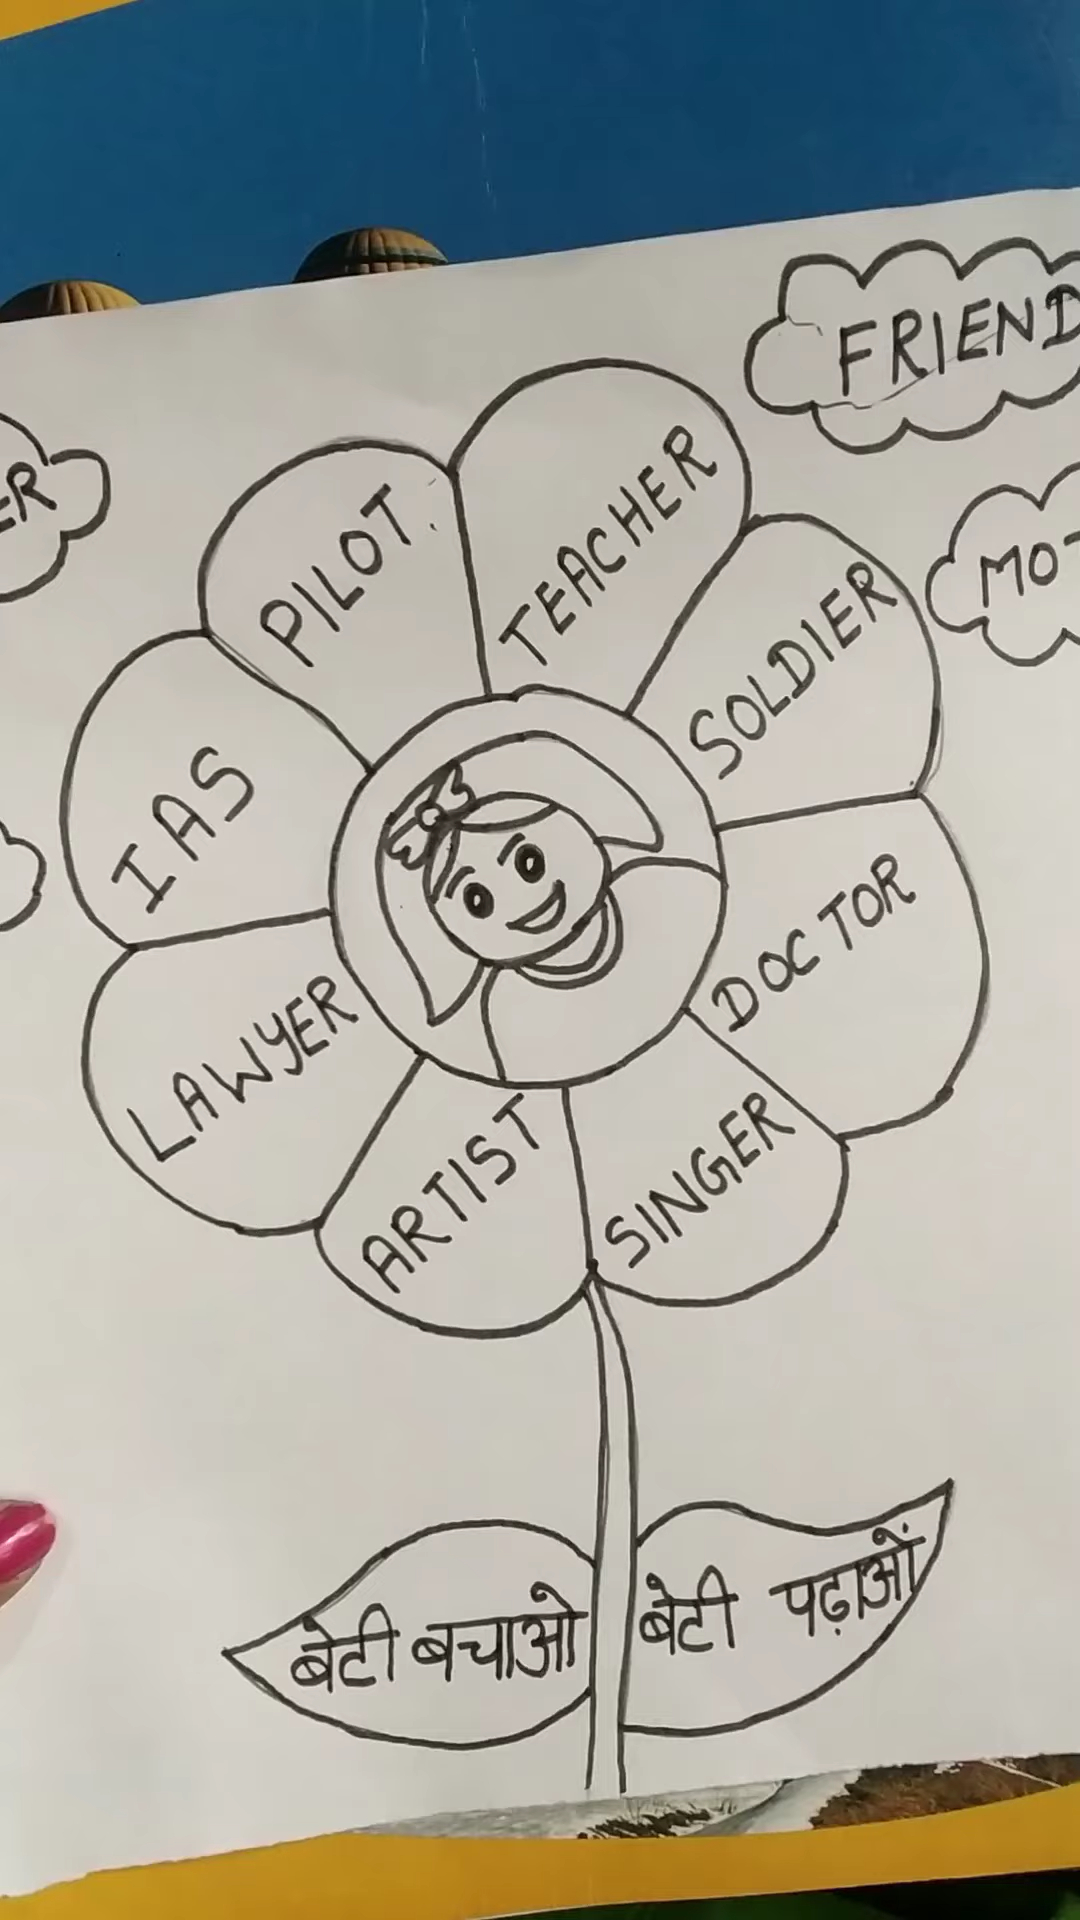 FRIEND
TEACHER
PILOT
SOLDIER
IAS
DOCTOR
LAWYER
SINGER
ARTIST
बेटी बचाओ
बेटी पढ़ाओं